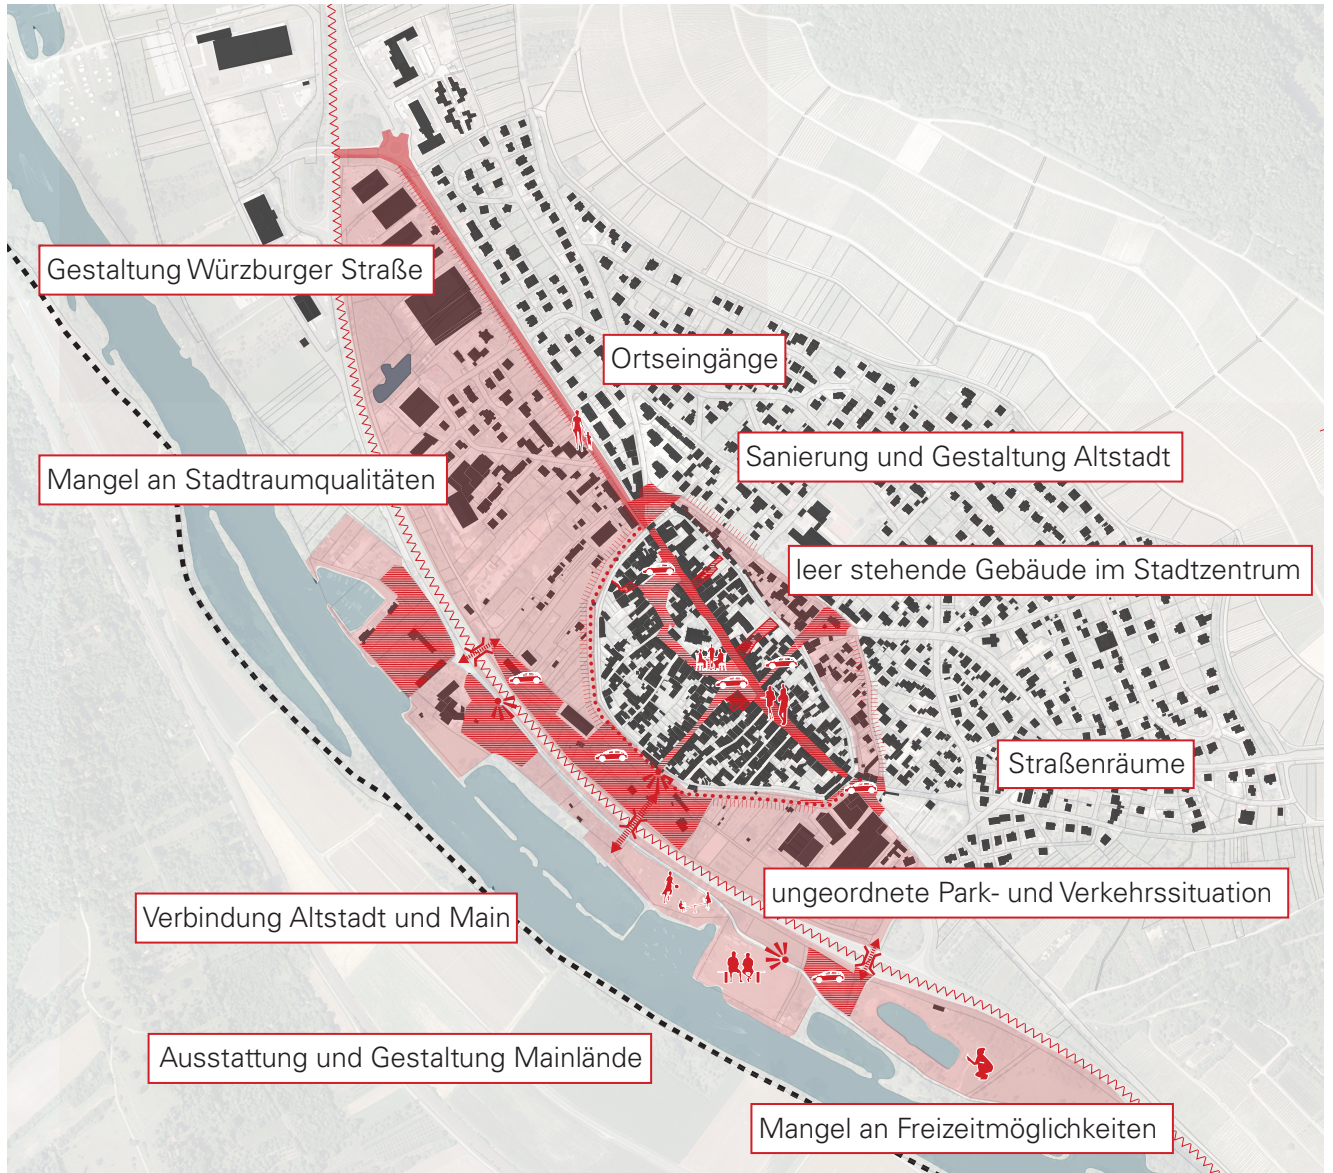 Gestaltung Würzburger Straße
Ortseingänge
Sanierung und Gestaltung Altstadt
Mangel an Stadtraumqualitäten
leer stehende Gebäude im Stadtzentrum
Straßenräume
ungeordnete Park- und Verkehrssituation
Verbindung Altstadt und Main
Ausstattung und Gestaltung Mainlände
Mangel an Freizeitmöglichkeiten